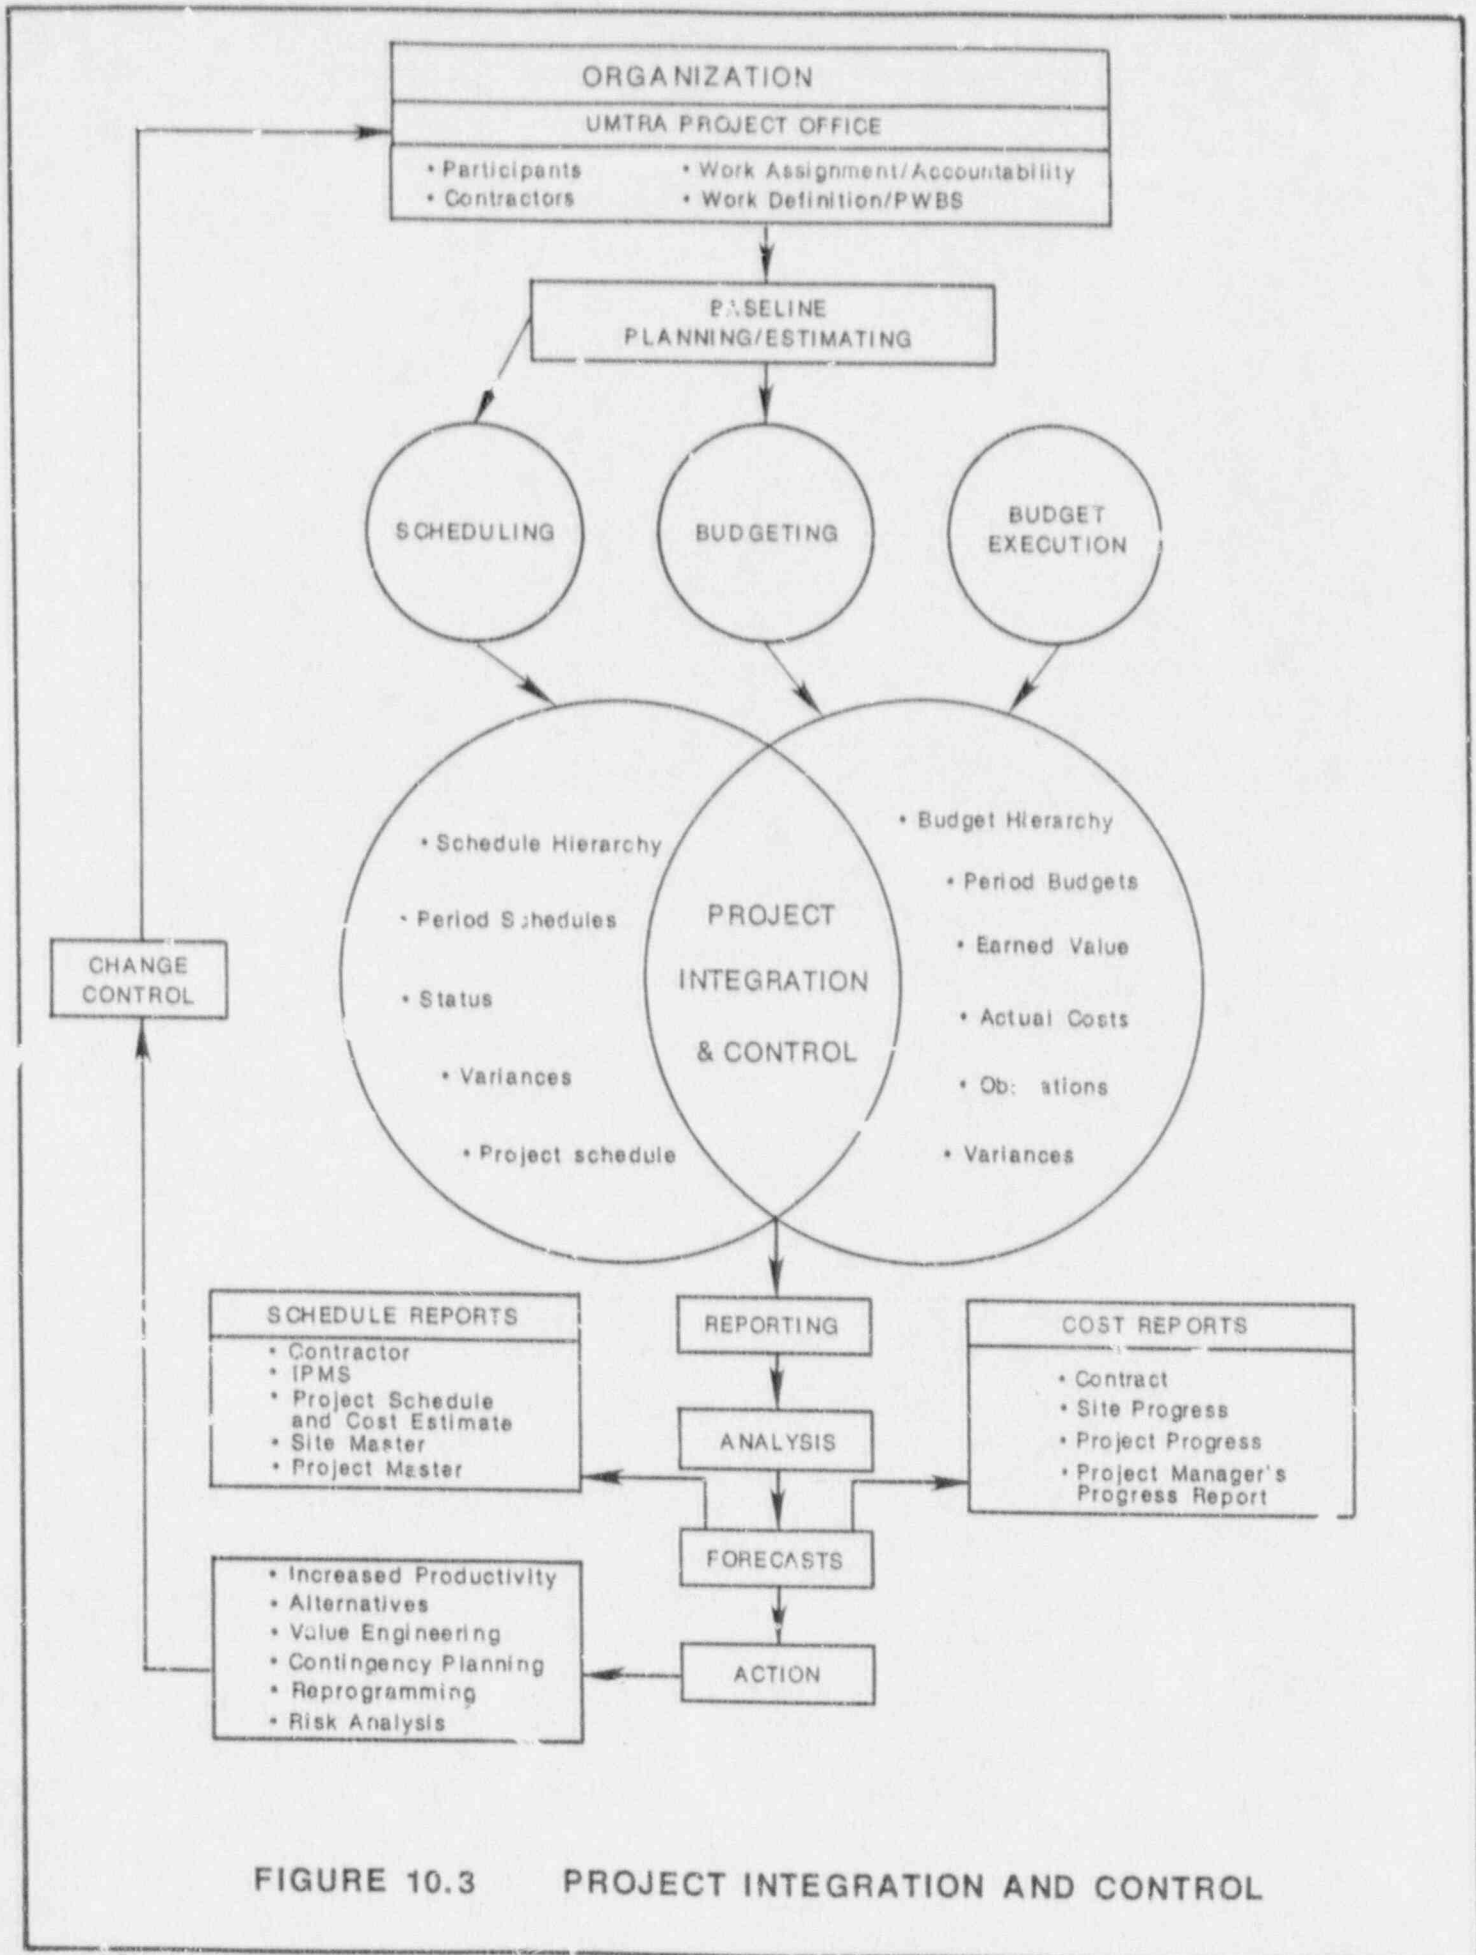 ORGANIZATION
UMTRA PROJECT OFFICE
• Participants
• Contractors
• Work Assignment/Accountability
• Work Definition/PWBS
BASELINE
PLANNING/ESTIMATING
SCHEDULING
BUDGETING
BUDGET
EXECUTION
• Schedule Hierarchy
• Period Schedules
• Status
• Variances
• Project schedule
PROJECT
INTEGRATION
& CONTROL
• Budget Hierarchy
• Period Budgets
• Earned Value
• Actual Costs
•
• Variances
CHANGE
CONTROL
SCHEDULE REPORTS
• Contractor
• IPMS
• Project Schedule
and Cost Estimate
• Site Master
• Project Master
REPORTING
ANALYSIS
FORECASTS
ACTION
COST REPORTS
• Contract
• Site Progress
• Project Progress
• Project Manager's
Progress Report
• Increased Productivity
• Alternatives
• Value Engineering
• Contingency Planning
• Reprogramming
• Risk Analysis
FIGURE 10.3 PROJECT INTEGRATION AND CONTROL